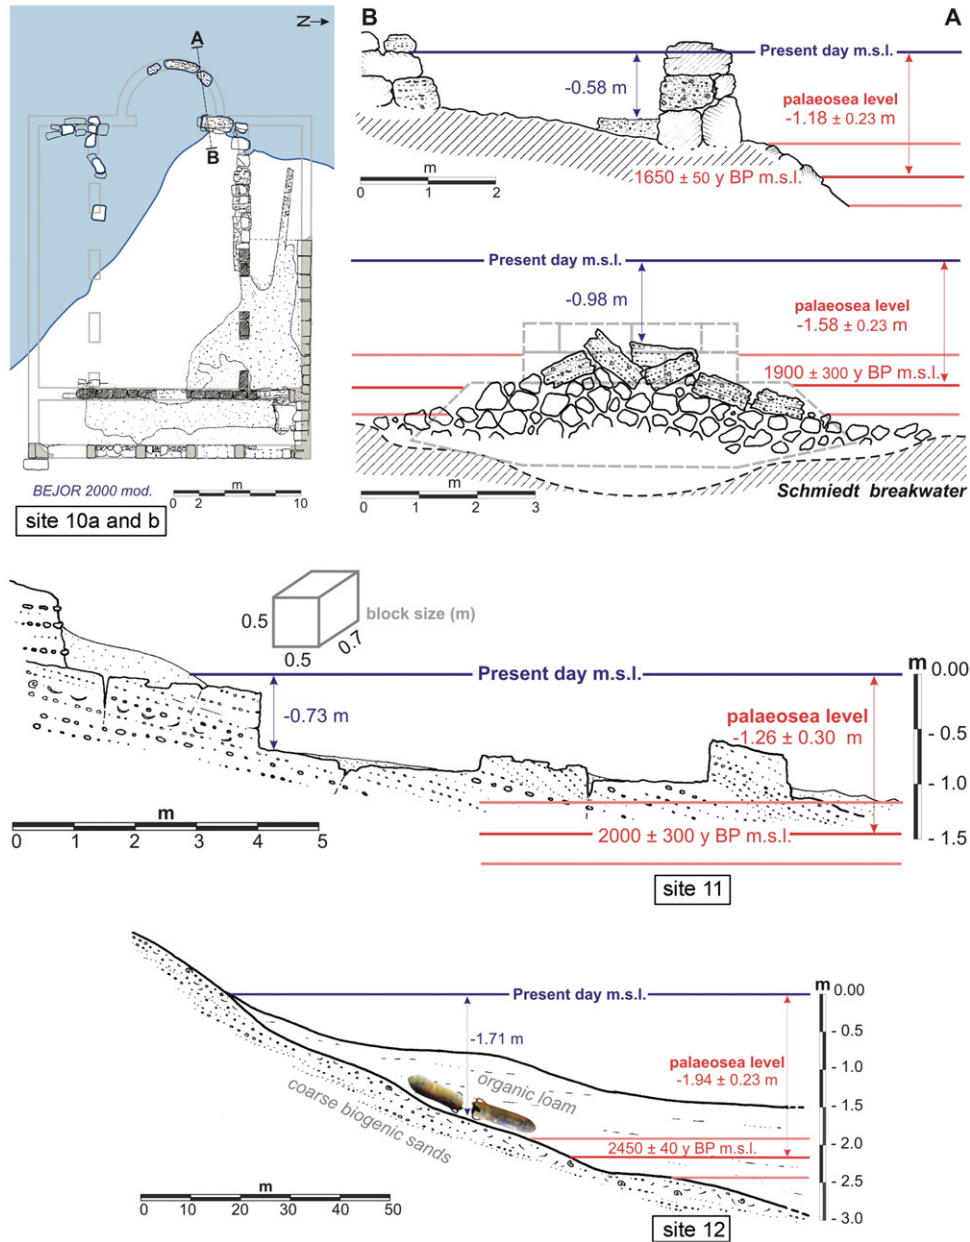 N
A
B
m
0 2 10
BEJOR 2000 mod.
site 10a and b
B
A
Present day m.s.l.
-0.58 m
palaeosea level
-1.18 ± 0.23 m
1650 ± 50 y BP m.s.l.
m
0 1 2
Present day m.s.l.
-0.98 m
palaeosea level
-1.58 ± 0.23 m
1900 ± 300 y BP m.s.l.
m
0 1 2 3
Schmiedt breakwater
0.5
0.5
0.7
block size (m)
Present day m.s.l.
-0.73 m
palaeosea level
-1.26 ± 0.30 m
2000 ± 300 y BP m.s.l.
m
0.00
- 0.5
- 1.0
- 1.5
m
0 1 2 3 4 5
site 11
Present day m.s.l.
-1.71 m
palaeosea level
-1.94 ± 0.23 m
organic loam
coarse biogenic sands
2450 ± 40 y BP m.s.l.
m
0.00
- 0.5
- 1.0
- 1.5
- 2.0
- 2.5
- 3.0
m
0 10 20 30 40 50
site 12